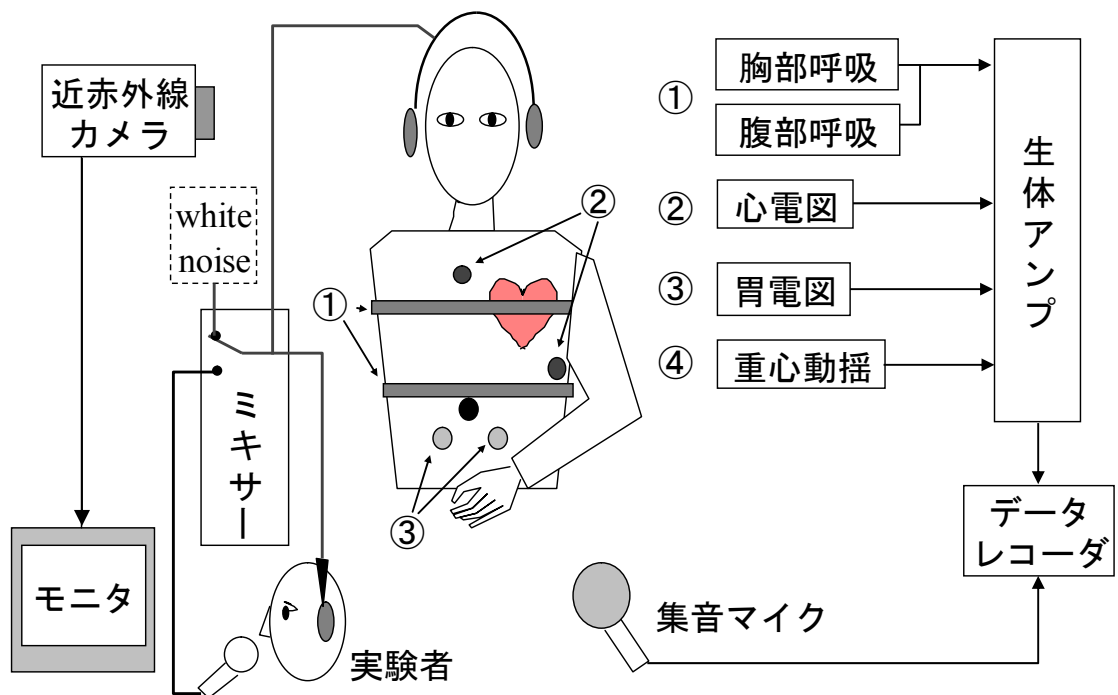 近赤外線
カメラ
white
noise
ミキサー
モニタ
実験者
①
②
③
①
胸部呼吸
腹部呼吸
②
心電図
③
胃電図
④
重心動揺
生体アンプ
データ
レコーダ
集音マイク